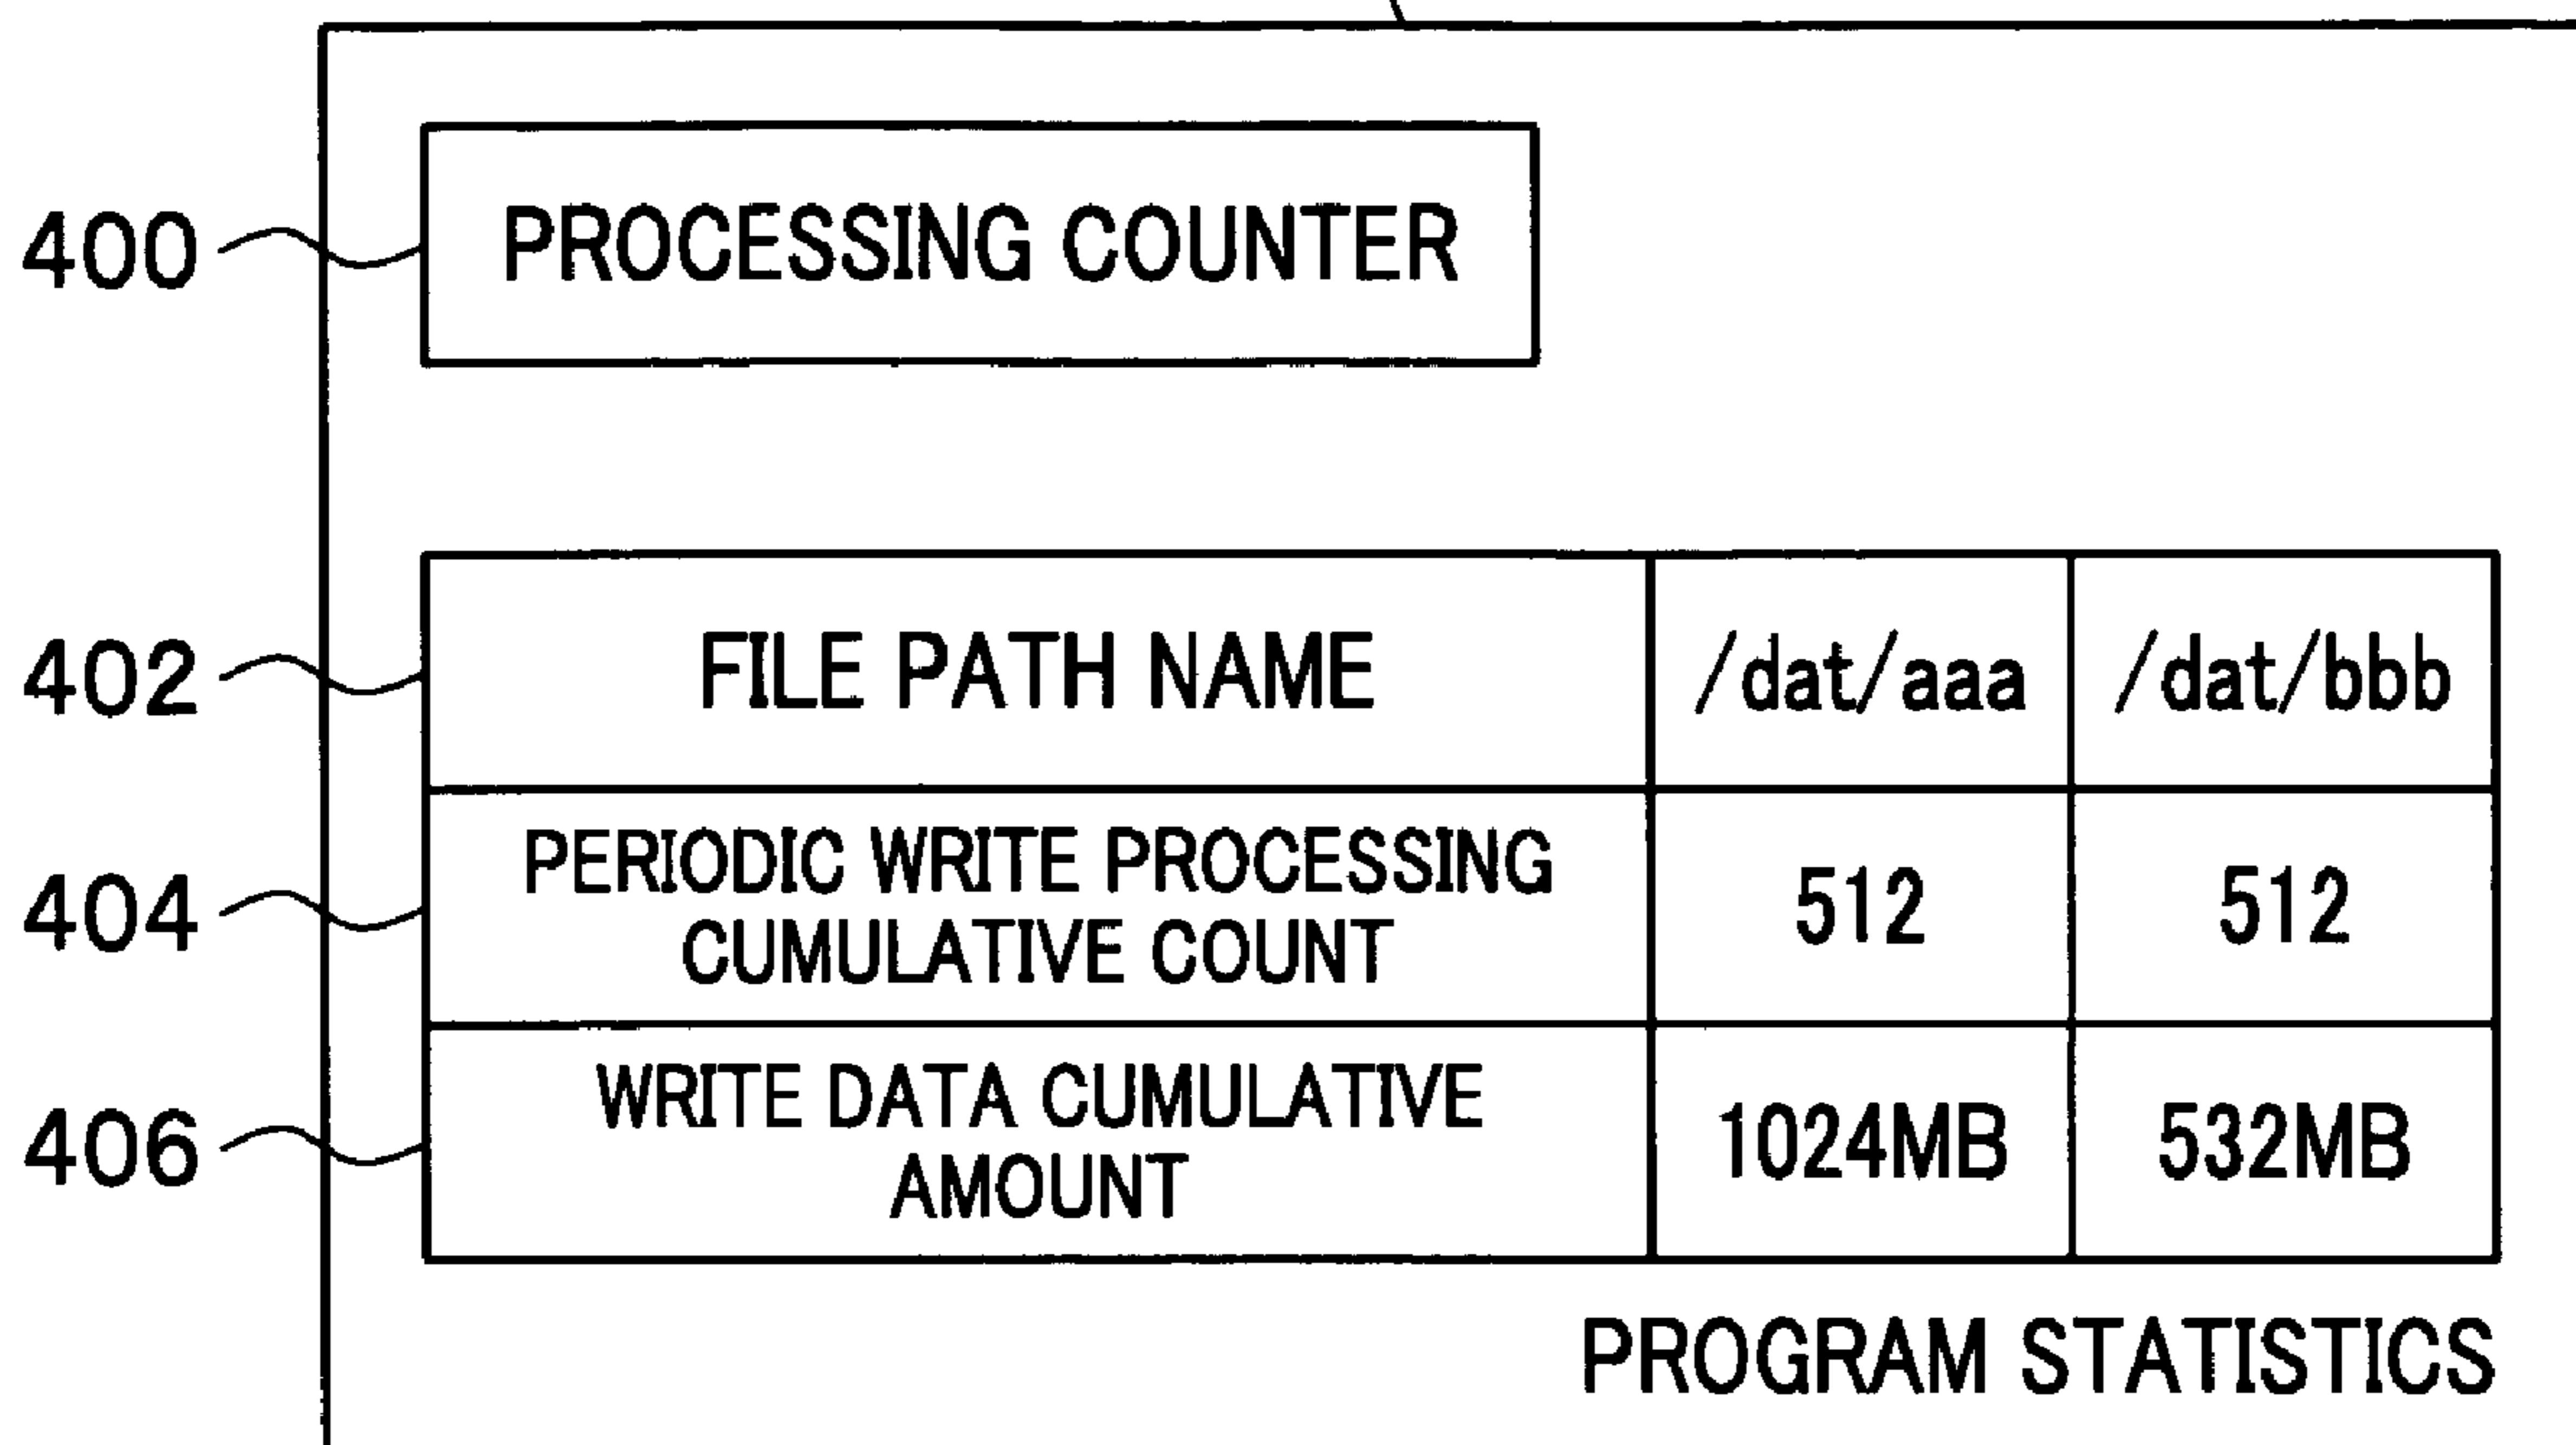 400 PROCESSING COUNTER
402 FILE PATH NAME /dat/aaa /dat/bbb
404 PERIODIC WRITE PROCESSING CUMULATIVE COUNT 512 512
406 WRITE DATA CUMULATIVE AMOUNT 1024MB 532MB
PROGRAM STATISTICS